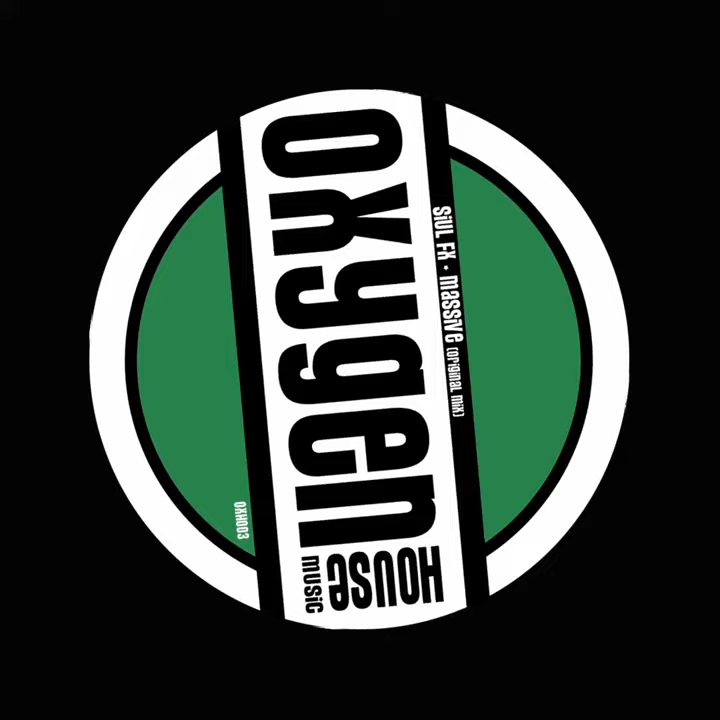 oxygen
HOUSe
music
SiUL FX • massive (original mix)
OXH003